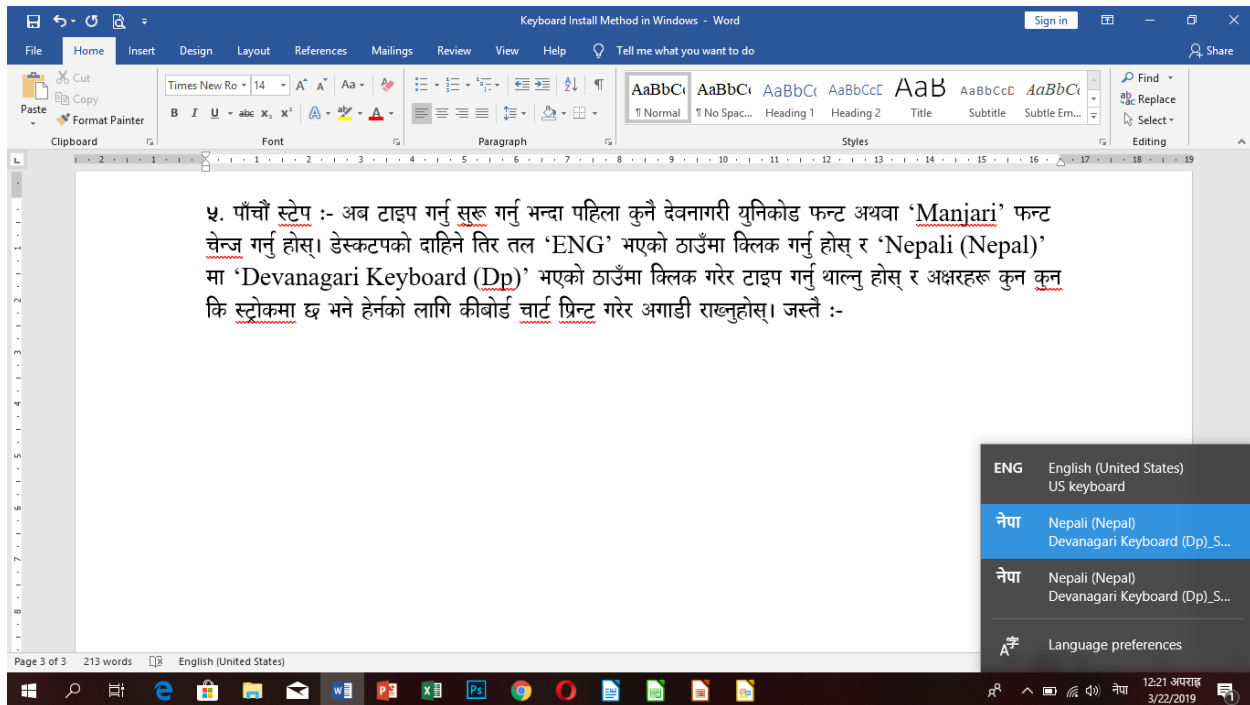 Keyboard Install Method in Windows - Word
Sign in
File Home Insert Design Layout References Mailings Review View Help Tell me what you want to do Share
Paste
Cut
Copy
Format Painter
Clipboard
Times New Ro 14
Font
Paragraph
AaBbCc AaBbCc AaBbCc AaBbCcC AaB AaBbCcD AaBbCc
¶ Normal ¶ No Spac... Heading 1 Heading 2 Title Subtitle Subtle Em...
Styles
Find
Replace
Select
Editing
५. पाँचौं स्टेप :- अब टाइप गर्नु सुरू गर्नु भन्दा पहिला कुनै देवनागरी युनिकोड फन्ट अथवा ‘Manjari’ फन्ट
चेन्ज गर्नु होस्। डेस्कटपको दाहिने तिर तल ‘ENG’ भएको ठाउँमा क्लिक गर्नु होस् र ‘Nepali (Nepal)’
मा ‘Devanagari Keyboard (Dp)’ भएको ठाउँमा क्लिक गरेर टाइप गर्नु थाल्नु होस् र अक्षरहरू कुन कुन
कि स्ट्रोकमा छ भने हेर्नको लागि कीबोर्ड चार्ट प्रिन्ट गरेर अगाडी राख्नुहोस्। जस्तै :-
ENG English (United States)
US keyboard
नेपा Nepali (Nepal)
Devanagari Keyboard (Dp)_S...
नेपा Nepali (Nepal)
Devanagari Keyboard (Dp)_S...
Language preferences
Page 3 of 3 213 words English (United States)
नेपा
12:21 अपराह्न
3/22/2019